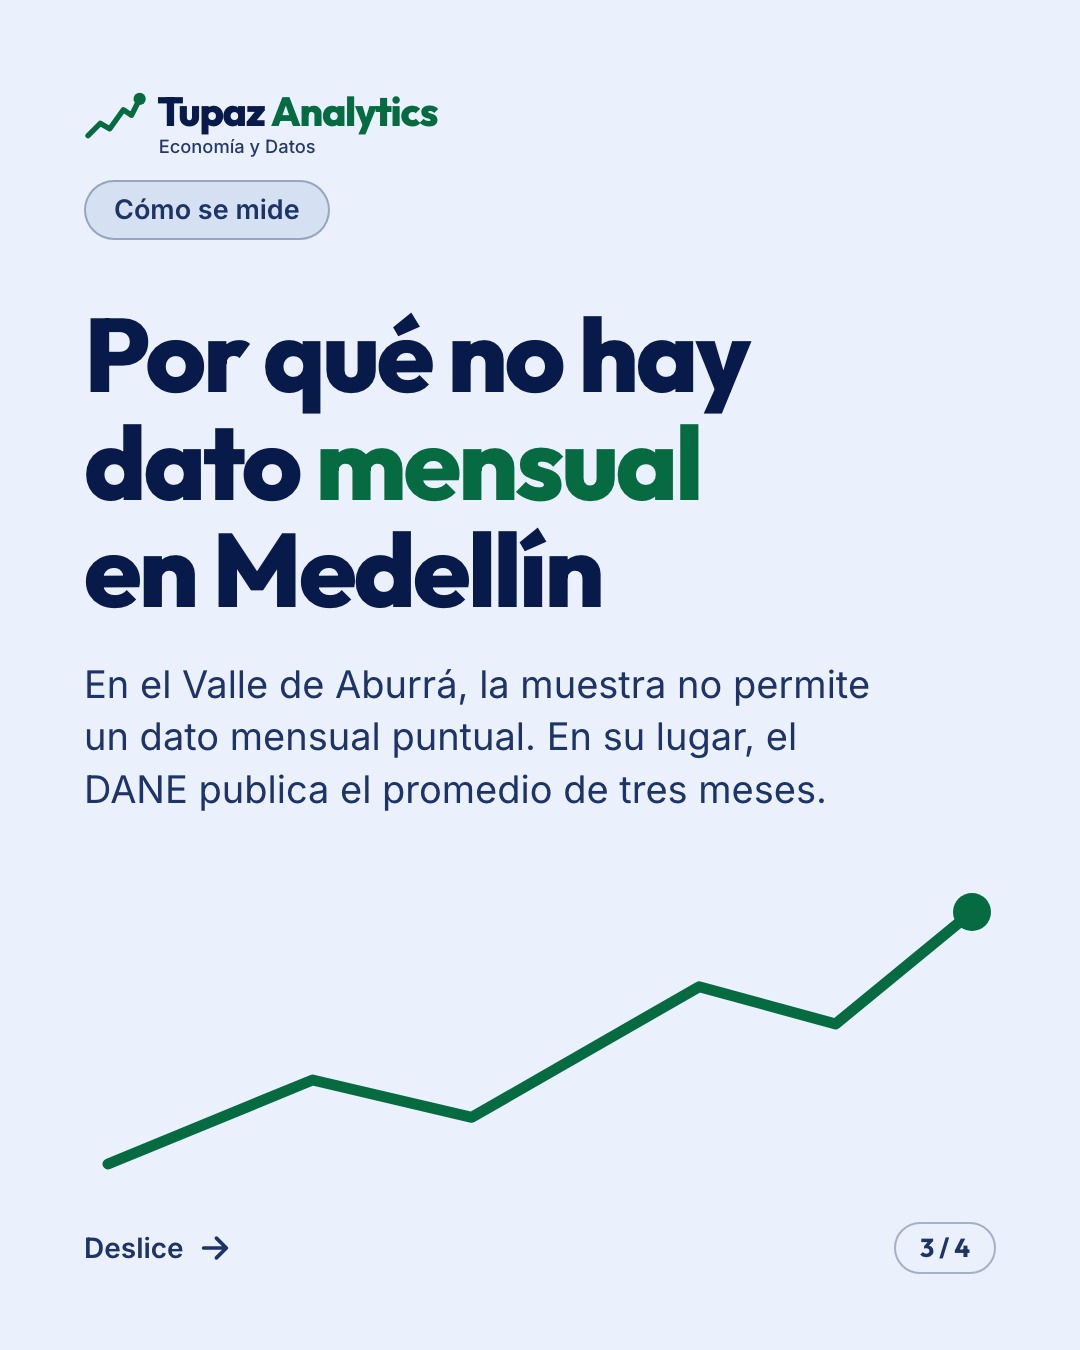 Tupaz Analytics
Economía y Datos
Cómo se mide
Por qué no hay
dato mensual
en Medellín
En el Valle de Aburrá, la muestra no permite
un dato mensual puntual. En su lugar, el
DANE publica el promedio de tres meses.
Deslice →
3 / 4